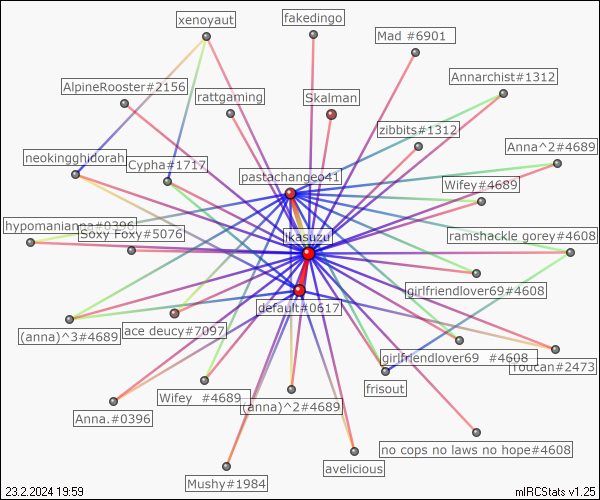 fakedingo
xenoyaut
Mad #6901
Annarchist#1312
AlpineRooster#2156
rattgaming
Skalman
zibbits#1312
Anna^2#4689
neokingghidorah
Cypha#1717
pastachangeo41
Wifey#4689
hypomanianna#0396
Soxy Foxy#5076
ikasuzu
ramshackle gorey#4608
girlfriendlover69#4608
default#0617
(anna)^3#4689
ace deucy#7097
girlfriendlover69 #4608
Toucan#2473
frisout
Wifey #4689
(anna)^2#4689
Anna.#0396
no cops no laws no hope#4608
avelicious
Mushy#1984
23.2.2024 19:59
mIRCStats v1.25